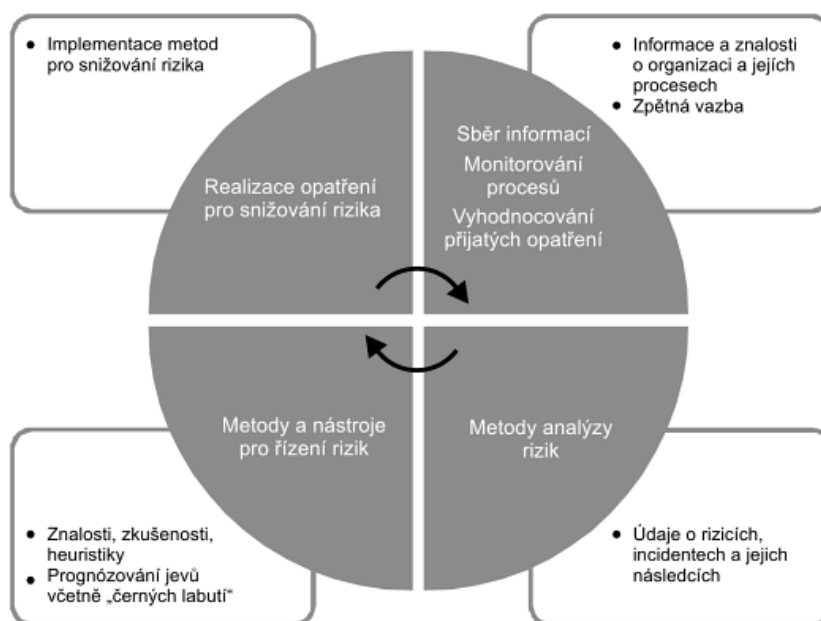 Implementace metod
pro snižování rizika
Informace a znalosti
o organizaci a jejích
procesech
Zpětná vazba
Sběr informací
Monitorování
procesů
Vyhodnocování
přijatých opatření
Realizace opatření
pro snižování rizika
Metody a nástroje
pro řízení rizik
Metody analýzy
rizik
Znalosti, zkušenosti,
heuristiky
Prognózování jevů
včetně „černých labutí“
Údaje o rizicích,
incidentech a jejich
následcích